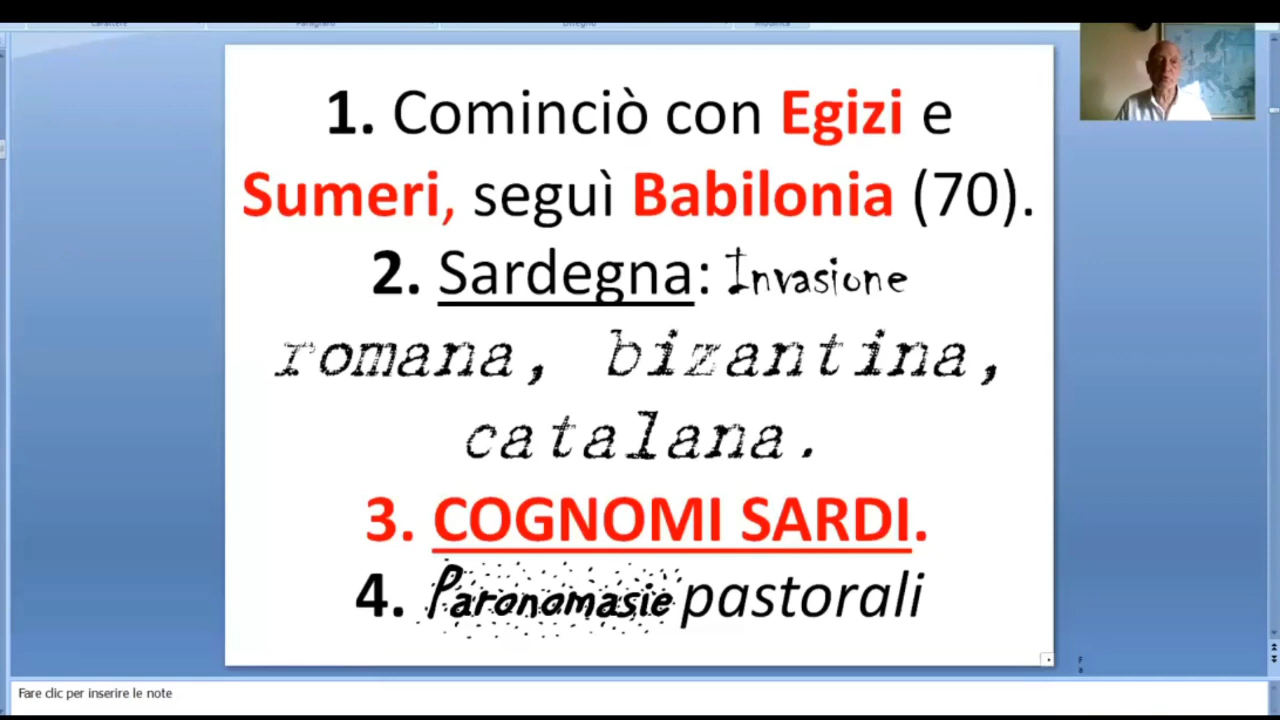 1. Cominciò con Egizi e
Sumeri, seguì Babilonia (70).
2. Sardegna: Invasione
romana, bizantina,
catalana.
3. COGNOMI SARDI.
4. Paronomasie pastorali
Fare clic per inserire le note